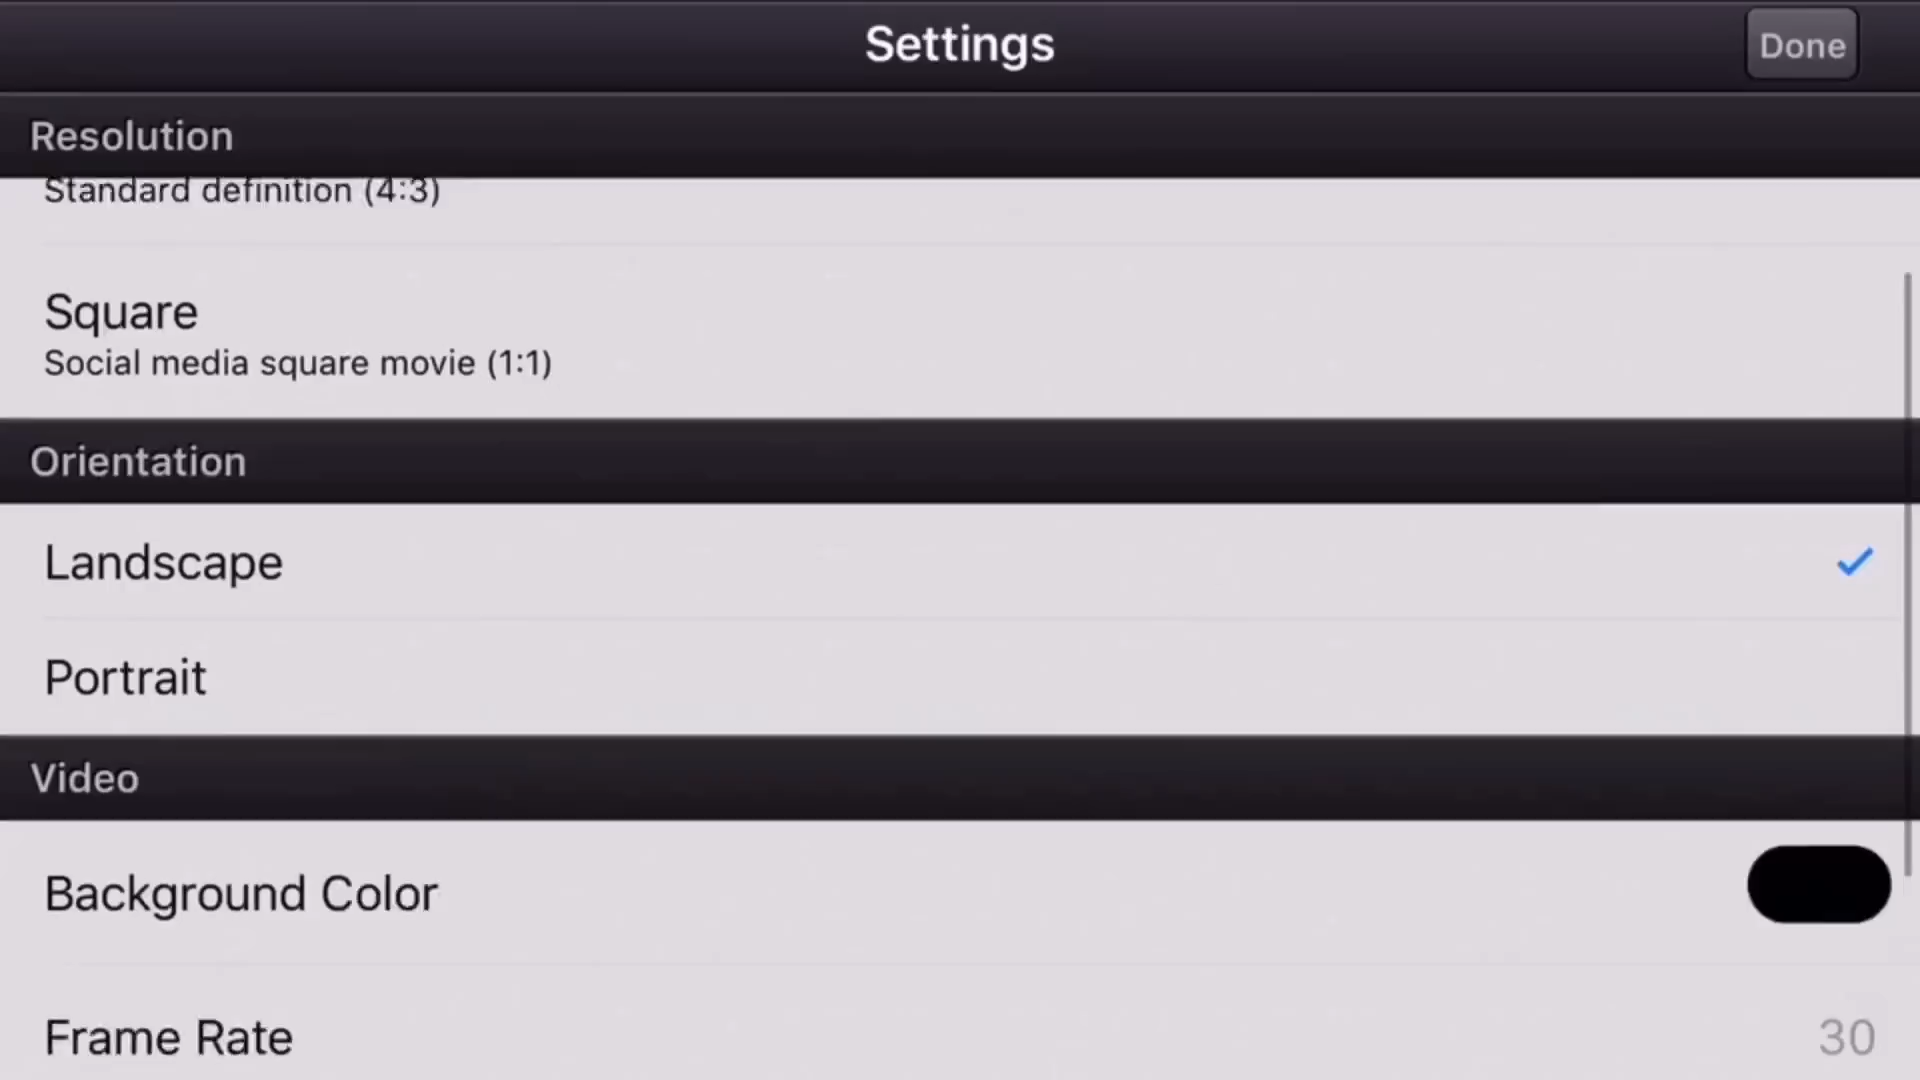 Settings
Done
Resolution
Standard definition (4:3)
Square
Social media square movie (1:1)
Orientation
Landscape
Portrait
Video
Background Color
Frame Rate
30